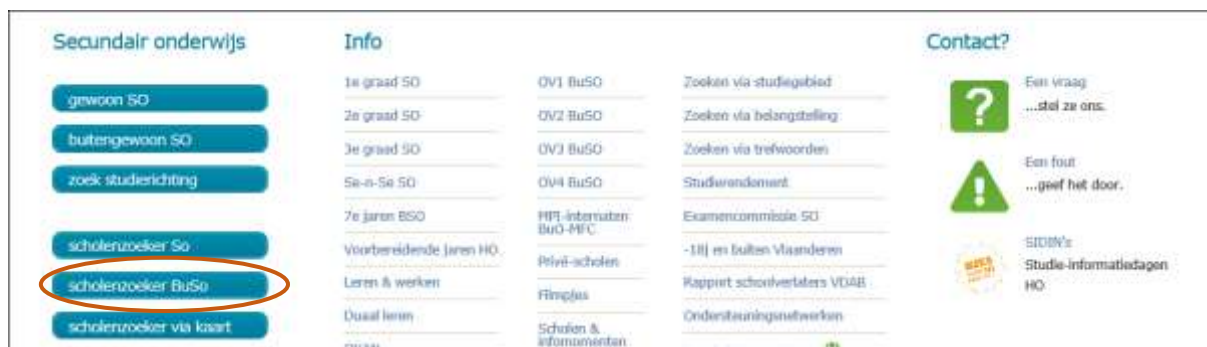 Secundair onderwijs
gewoon SO
buitengewoon SO
zoek studierichting
scholenzoeker So
scholenzoeker BuSo
scholenzoeker via kaart
Info
1e graad SO
2e graad SO
3e graad SO
Se-n-Se SO
7e jaren BSO
Voorbereidende jaren HO
Leren & werken
Duaal leren
OV1 BuSO
OV2 BuSO
OV3 BuSO
OV4 BuSO
MPI-internaten
BuO-MFC
Privé-scholen
Filmpjes
Scholen &
infomomenten
Zoeken via studiegebied
Zoeken via belangstelling
Zoeken via trefwoorden
Studierendement
Examencommissie SO
-18j en buiten Vlaanderen
Rapport schoolverlaters VDAB
Ondersteuningsnetwerken
Contact?
Een vraag
...stel ze ons.
Een fout
...geef het door.
SIDIN's
Studie-informatiedagen
HO